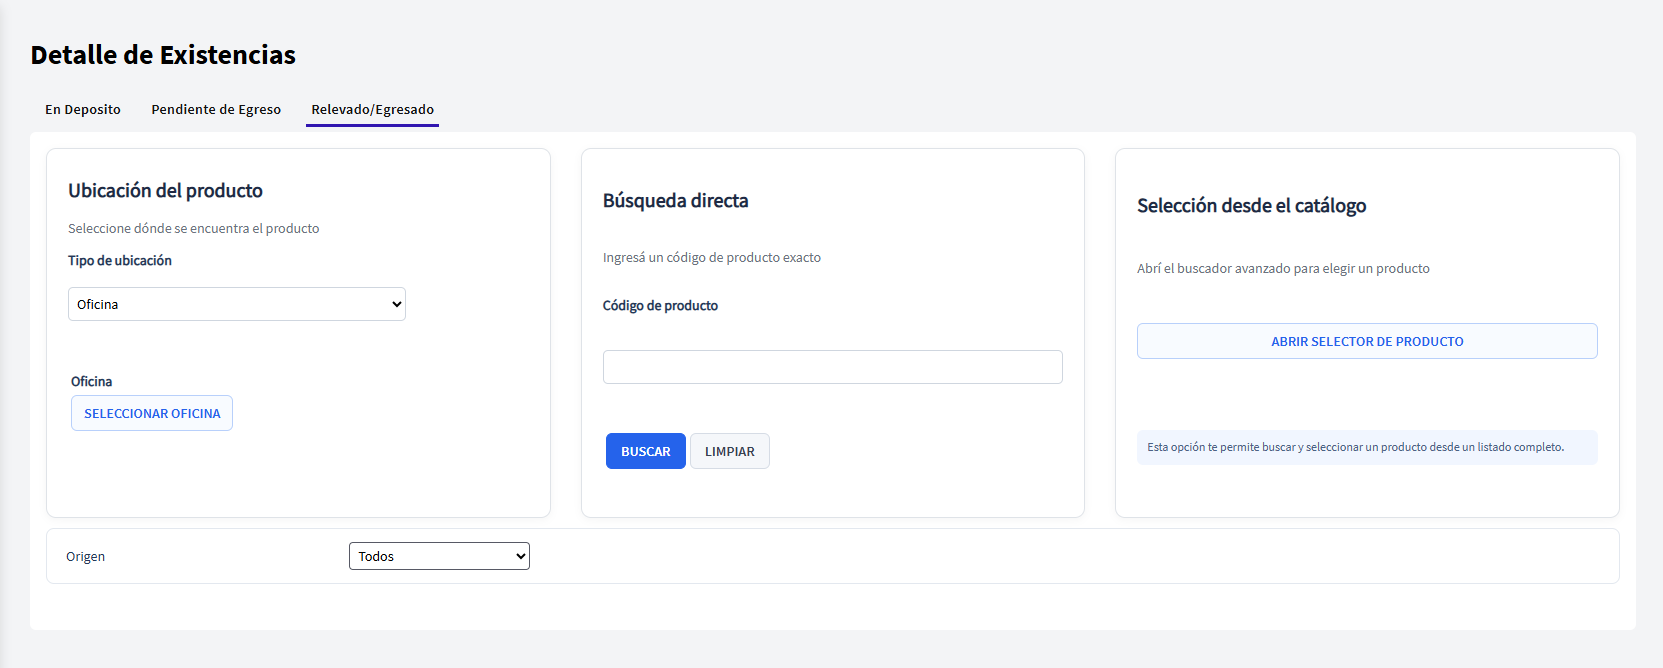 Detalle de Existencias
En Deposito
Pendiente de Egreso
Relevado/Egresado
Ubicación del producto
Seleccione dónde se encuentra el producto
Tipo de ubicación
Oficina
Oficina
SELECCIONAR OFICINA
Búsqueda directa
Ingresá un código de producto exacto
Código de producto
BUSCAR
LIMPIAR
Selección desde el catálogo
Abrí el buscador avanzado para elegir un producto
ABRIR SELECTOR DE PRODUCTO
Esta opción te permite buscar y seleccionar un producto desde un listado completo.
Origen
Todos